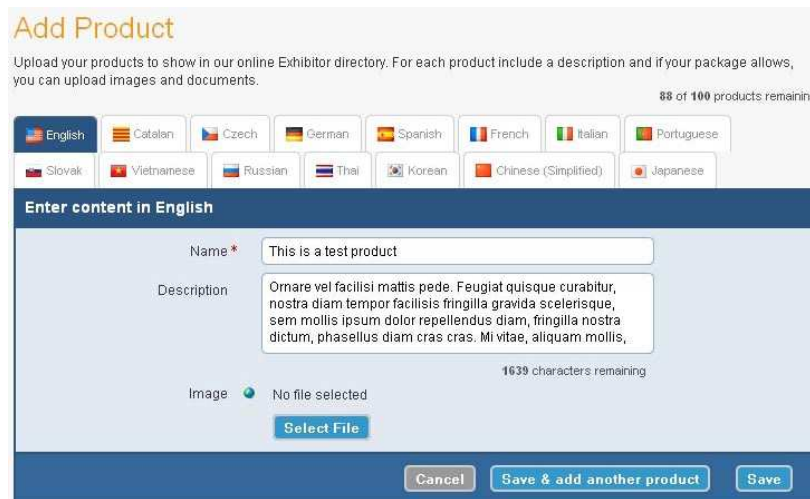 Add Product
Upload your products to show in our online Exhibitor directory. For each product include a description and if your package allows,
you can upload images and documents.
88 of 100 products remainin
English Catalan Czech German Spanish French Italian Portuguese
Slovak Vietnamese Russian Thai Korean Chinese (Simplified) Japanese
Enter content in English
Name * This is a test product
Description Ornare vel facilisi mattis pede. Feugiat quisque curabitur,
nostra diam tempor facilisis fringilla gravida scelerisque,
sem mollis ipsum dolor repellendus diam, fringilla nostra
dictum, phasellus diam cras cras. Mi vitae, aliquam mollis,
1639 characters remaining
Image No file selected
Select File
Cancel Save & add another product Save